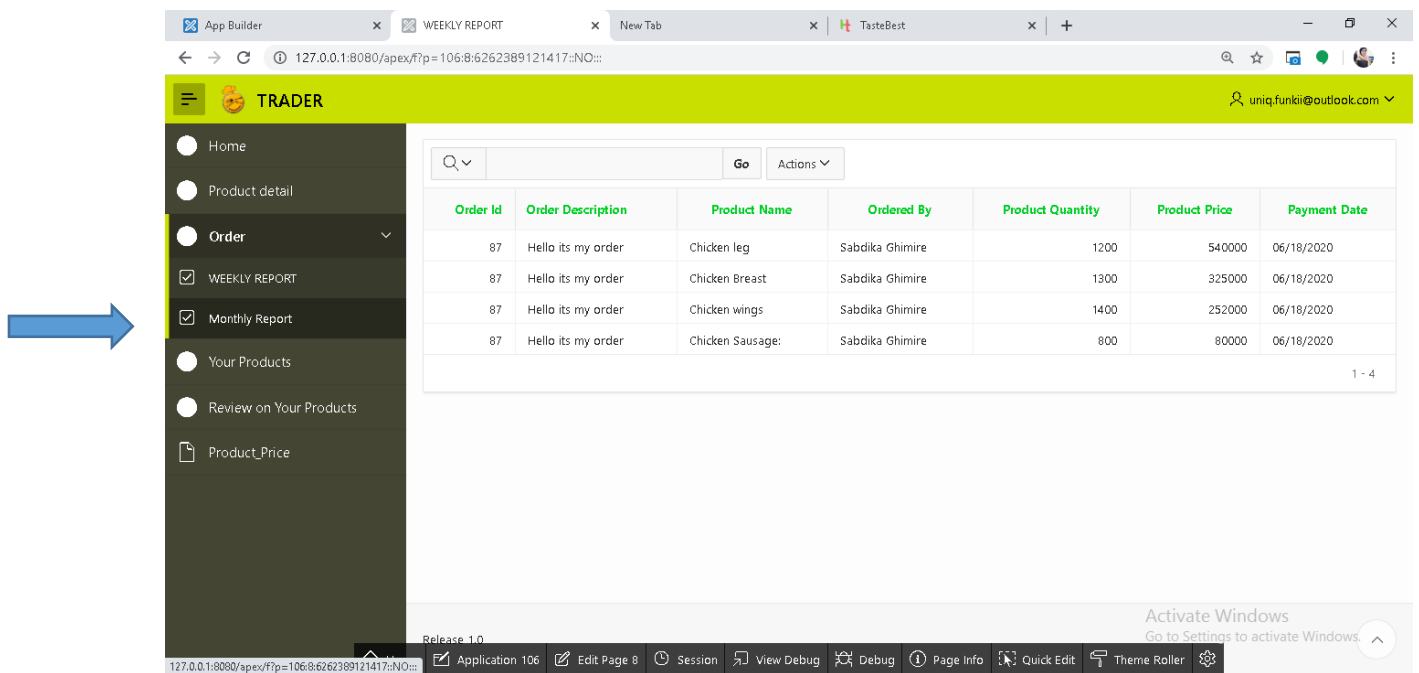 App Builder WEEKLY REPORT New Tab TasteBest
127.0.0.1:8080/apex/f?p=106:8:6262389121417::NO:::
TRADER uniq.funkii@outlook.com
Home
Go Actions
Product detail
Order Id Order Description Product Name Ordered By Product Quantity Product Price Payment Date
Order
87 Hello its my order Chicken leg Sabdika Ghimire 1200 540000 06/18/2020
WEEKLY REPORT
87 Hello its my order Chicken Breast Sabdika Ghimire 1300 325000 06/18/2020
87 Hello its my order Chicken wings Sabdika Ghimire 1400 252000 06/18/2020
Monthly Report
87 Hello its my order Chicken Sausage: Sabdika Ghimire 800 80000 06/18/2020
Your Products
1 - 4
Review on Your Products
Product_Price
Activate Windows
Go to Settings to activate Windows.
Release 1.0
Application 106 Edit Page 8 Session View Debug Debug Page Info Quick Edit Theme Roller
127.0.0.1:8080/apex/f?p=106:8:6262389121417::NO:::